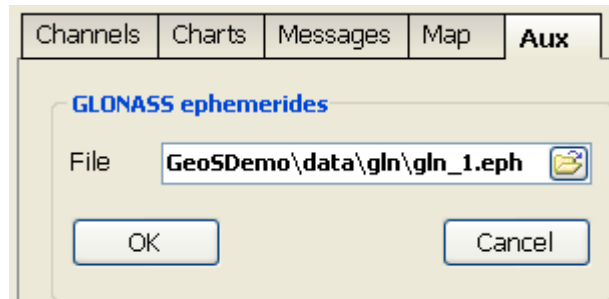 Channels Charts Messages Map Aux
GLONASS ephemerides
File GeoSDemo\data\gln\gln_1.eph
OK Cancel